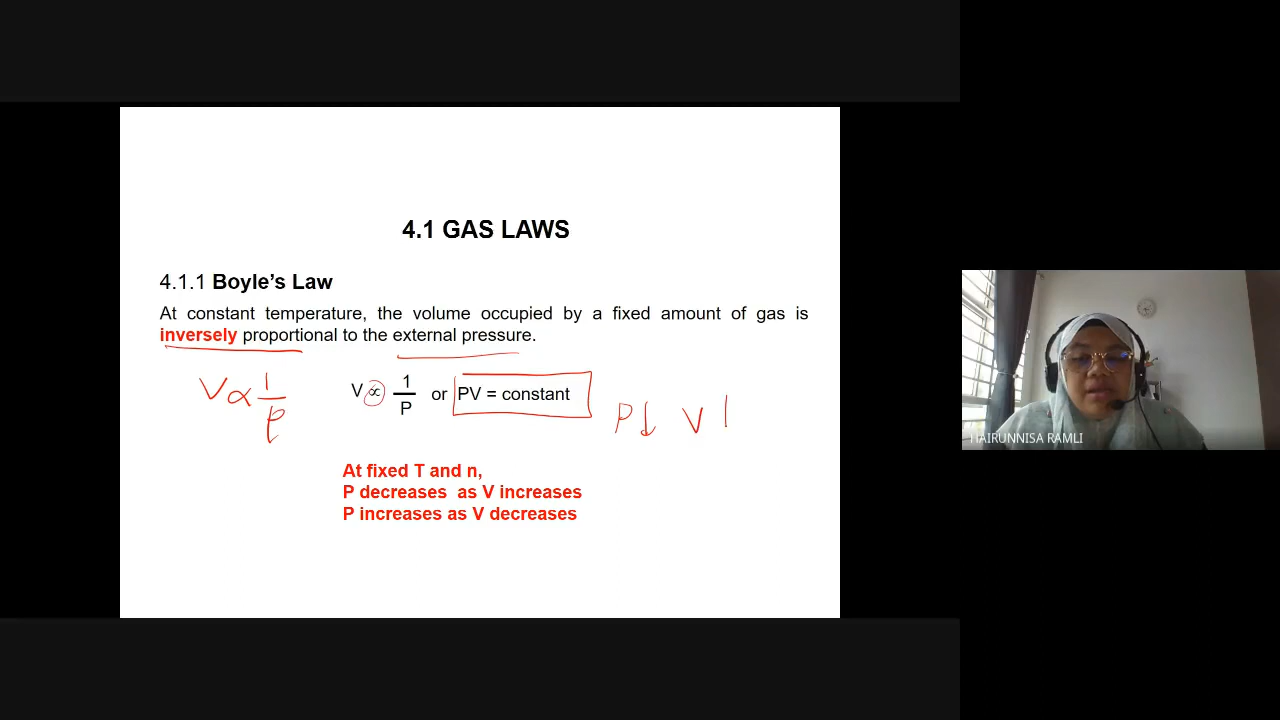 4.1 GAS LAWS
4.1.1 Boyle's Law
At constant temperature, the volume occupied by a fixed amount of gas is
inversely proportional to the external pressure.
V ∝ 1/P
V ∝ 1/P or PV = constant
P↓ V |
At fixed T and n,
P decreases as V increases
P increases as V decreases
HAIRUNNISA RAMLI